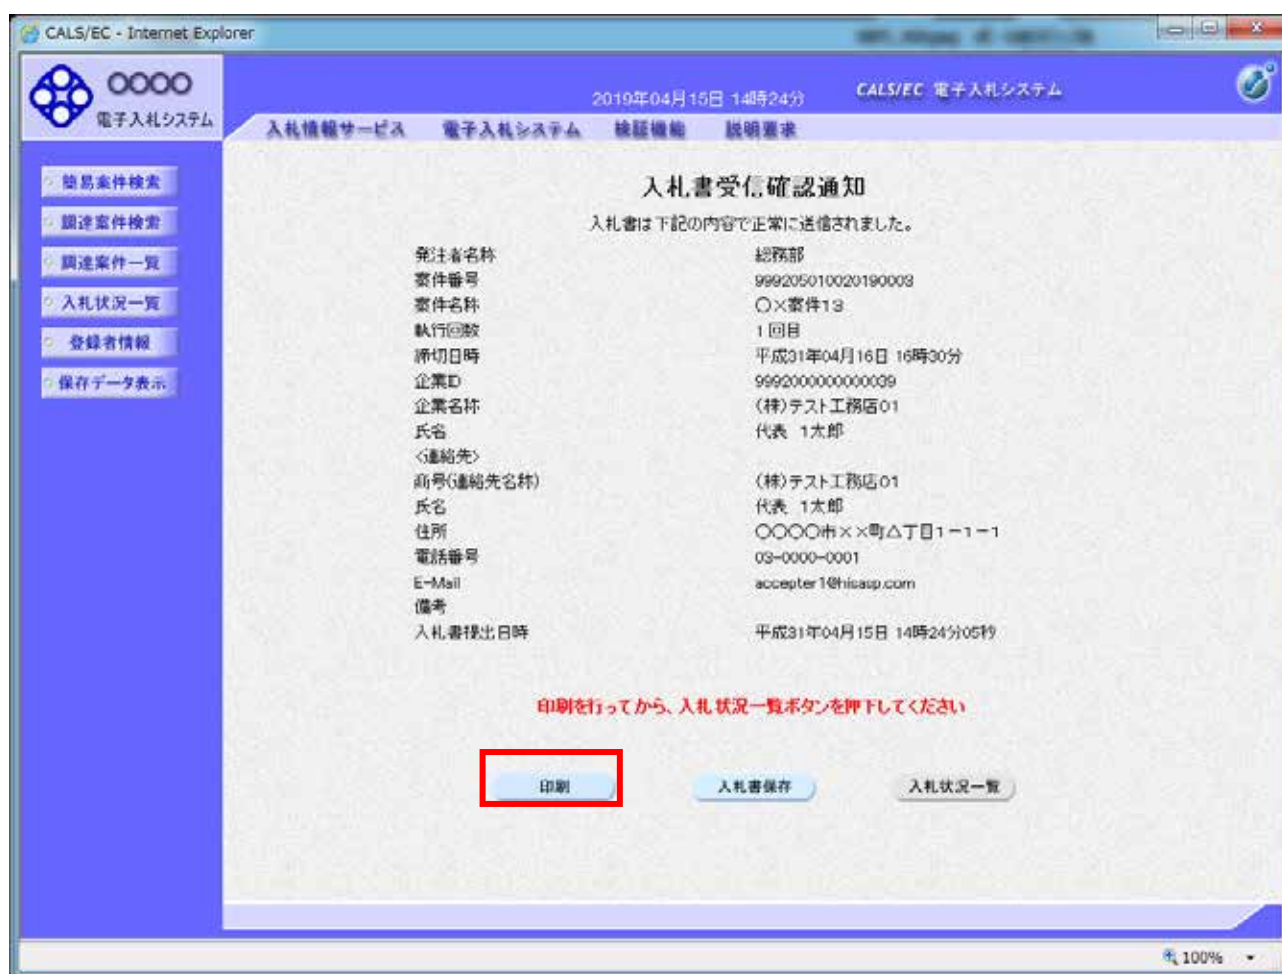 CALS/EC - Internet Explorer
○○○○
電子入札システム
2019年04月15日 14時24分
CALS/EC 電子入札システム
入札情報サービス 電子入札システム 検証機能 説明要求
簡易案件検索
調達案件検索
調達案件一覧
入札状況一覧
登録者情報
保存データ表示
入札書受信確認通知
入札書は下記の内容で正常に送信されました。
発注者名称 総務部
案件番号 999205010020190003
案件名称 ○×案件13
執行回数 1回目
締切日時 平成31年04月16日 16時30分
企業ID 9992000000000039
企業名称 (株)テスト工務店01
氏名 代表 1太郎
<連絡先>
商号(連絡先名称) (株)テスト工務店01
氏名 代表 1太郎
住所 ○○○○市××町△丁目1-1-1
電話番号 03-0000-0001
E-Mail accepter1@hisasp.com
備考
入札書提出日時 平成31年04月15日 14時24分05秒
印刷を行ってから、入札状況一覧ボタンを押下してください
印刷 入札書保存 入札状況一覧
100%